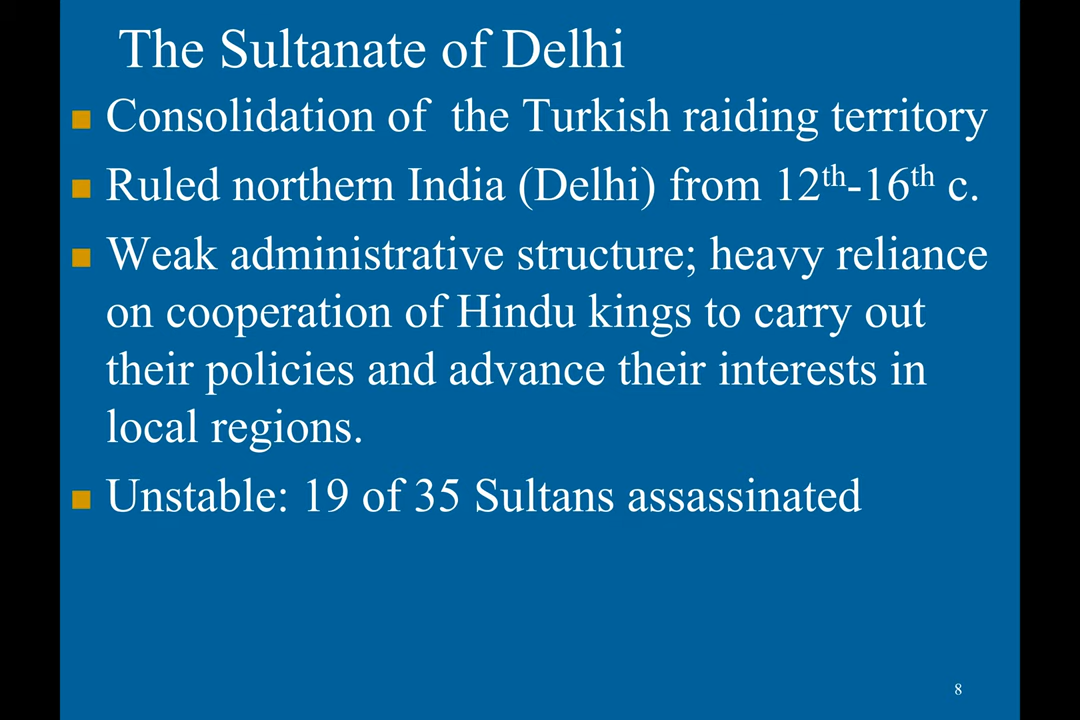 The Sultanate of Delhi
Consolidation of the Turkish raiding territory
Ruled northern India (Delhi) from 12th-16th c.
Weak administrative structure; heavy reliance
on cooperation of Hindu kings to carry out
their policies and advance their interests in
local regions.
Unstable: 19 of 35 Sultans assassinated
8